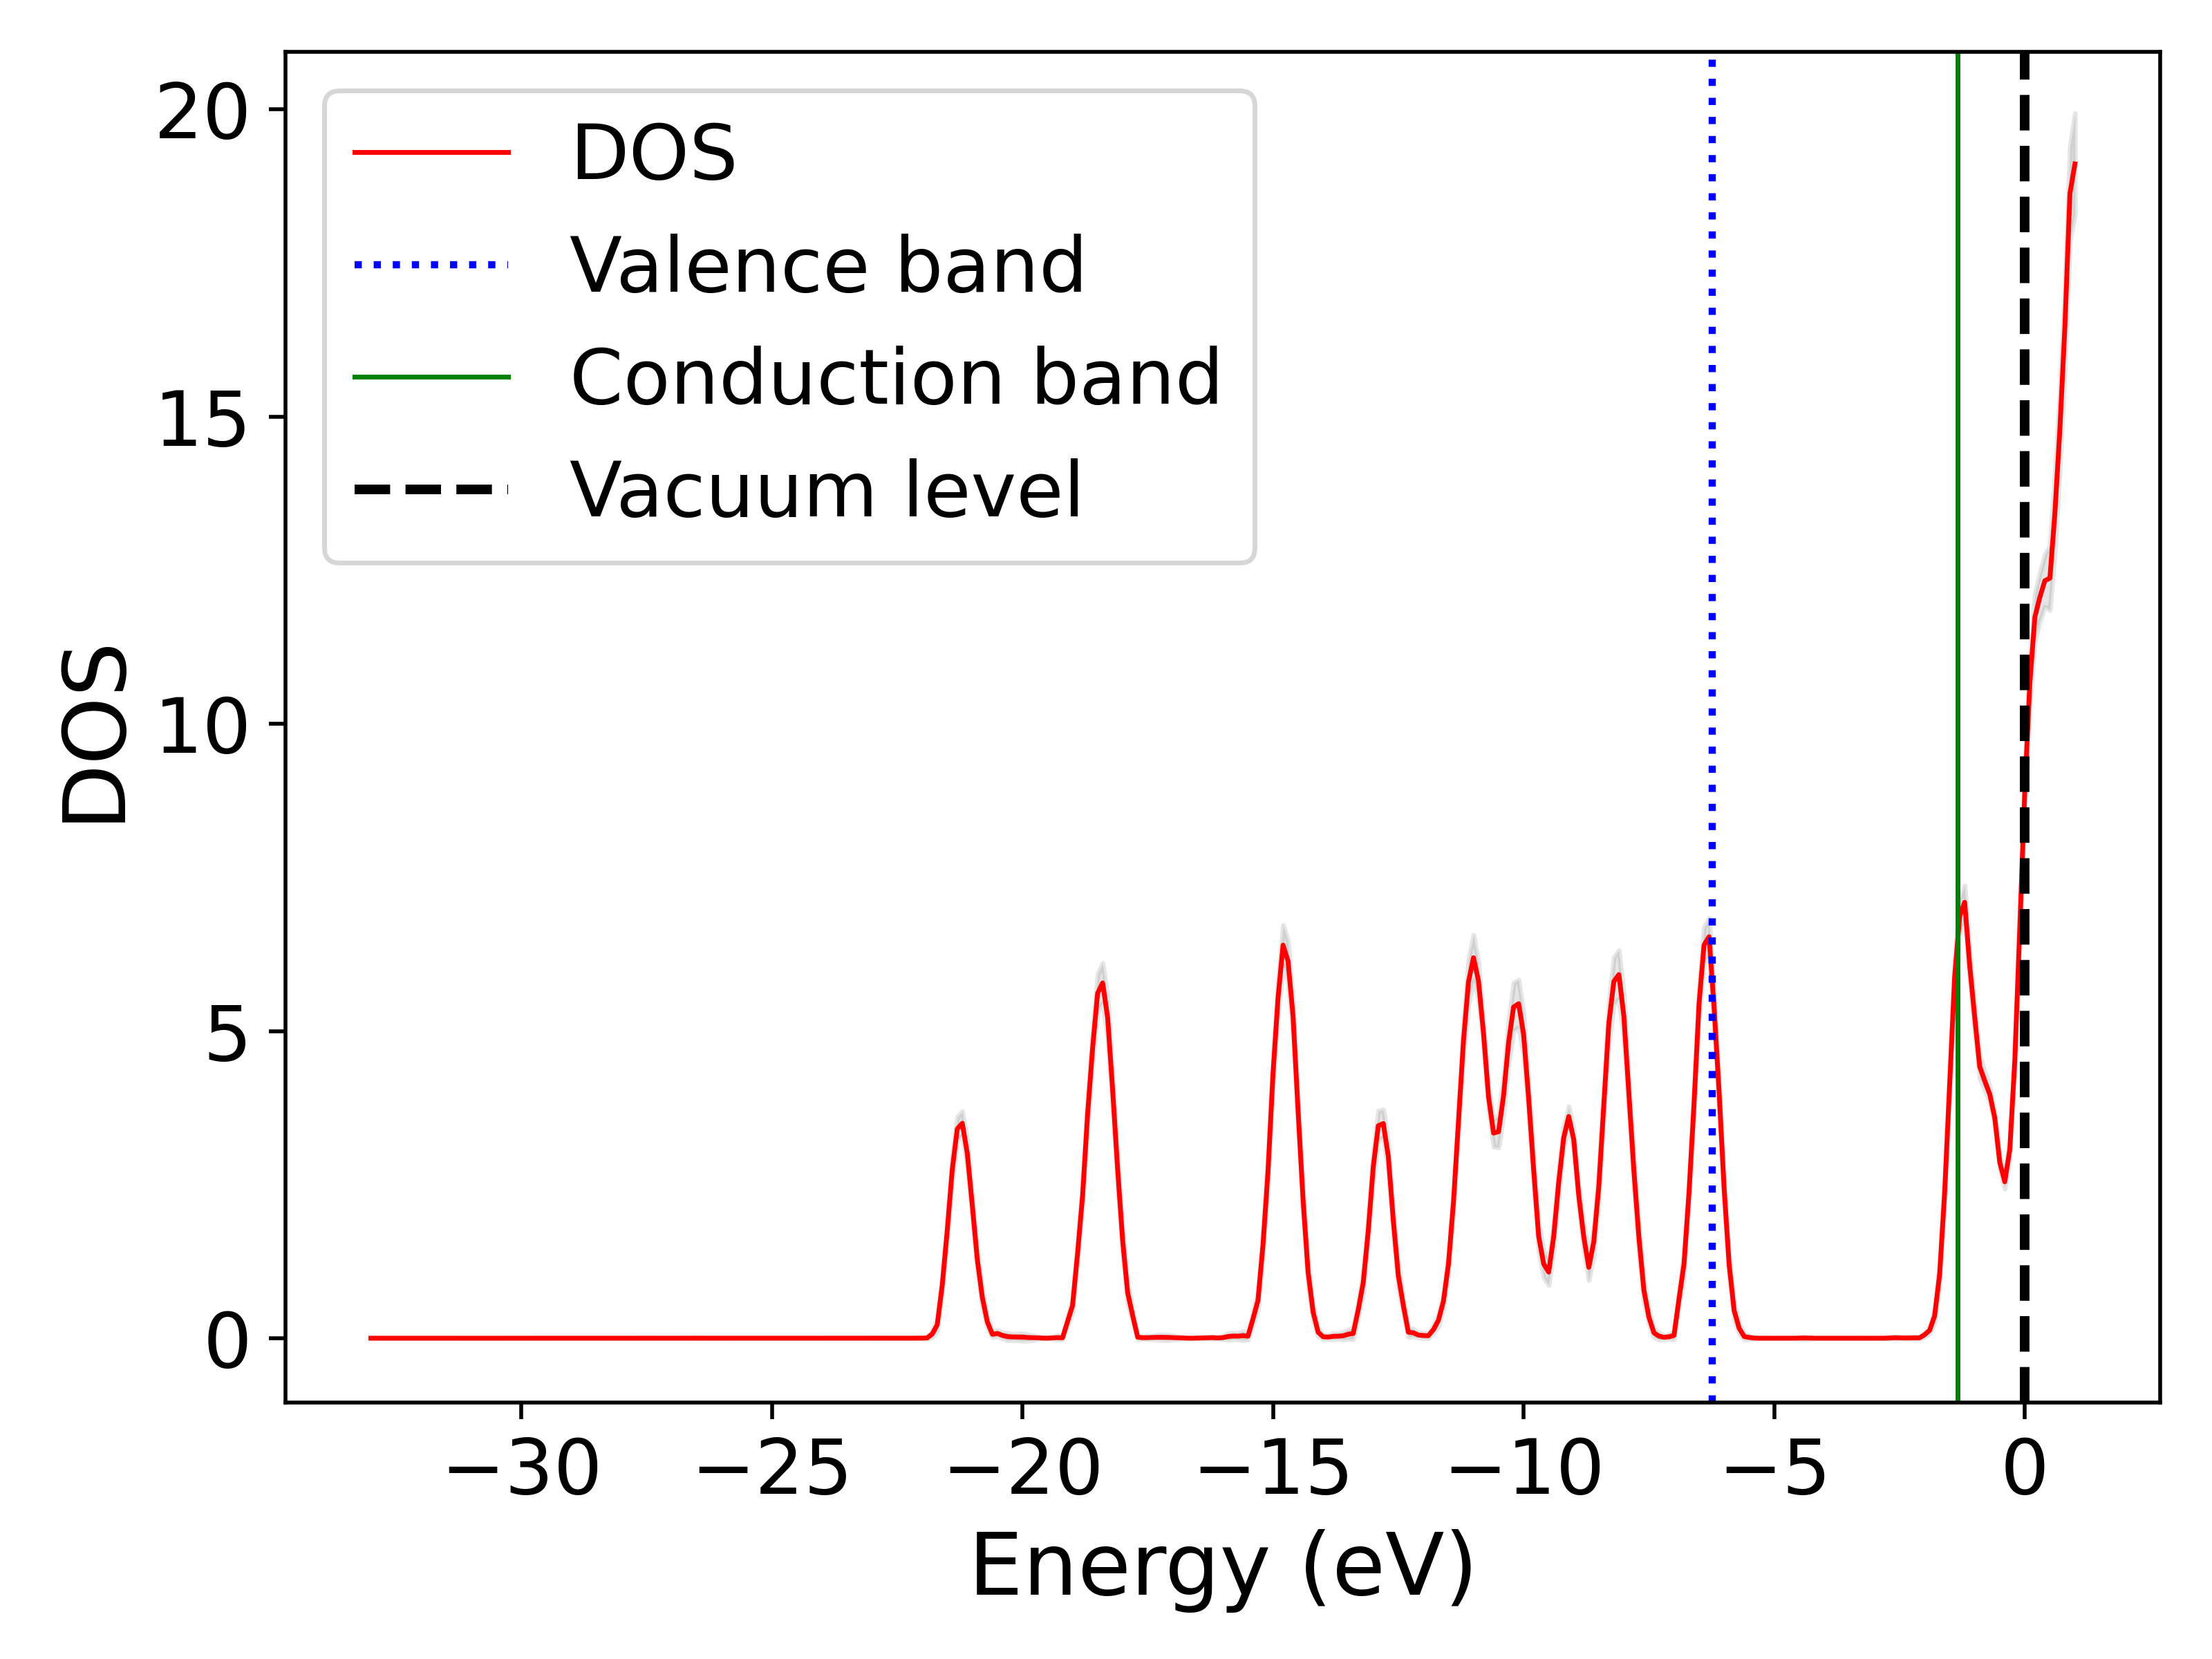 20
15
10
5
0
DOS
DOS
Valence band
Conduction band
Vacuum level
−30 −25 −20 −15 −10 −5 0
Energy (eV)